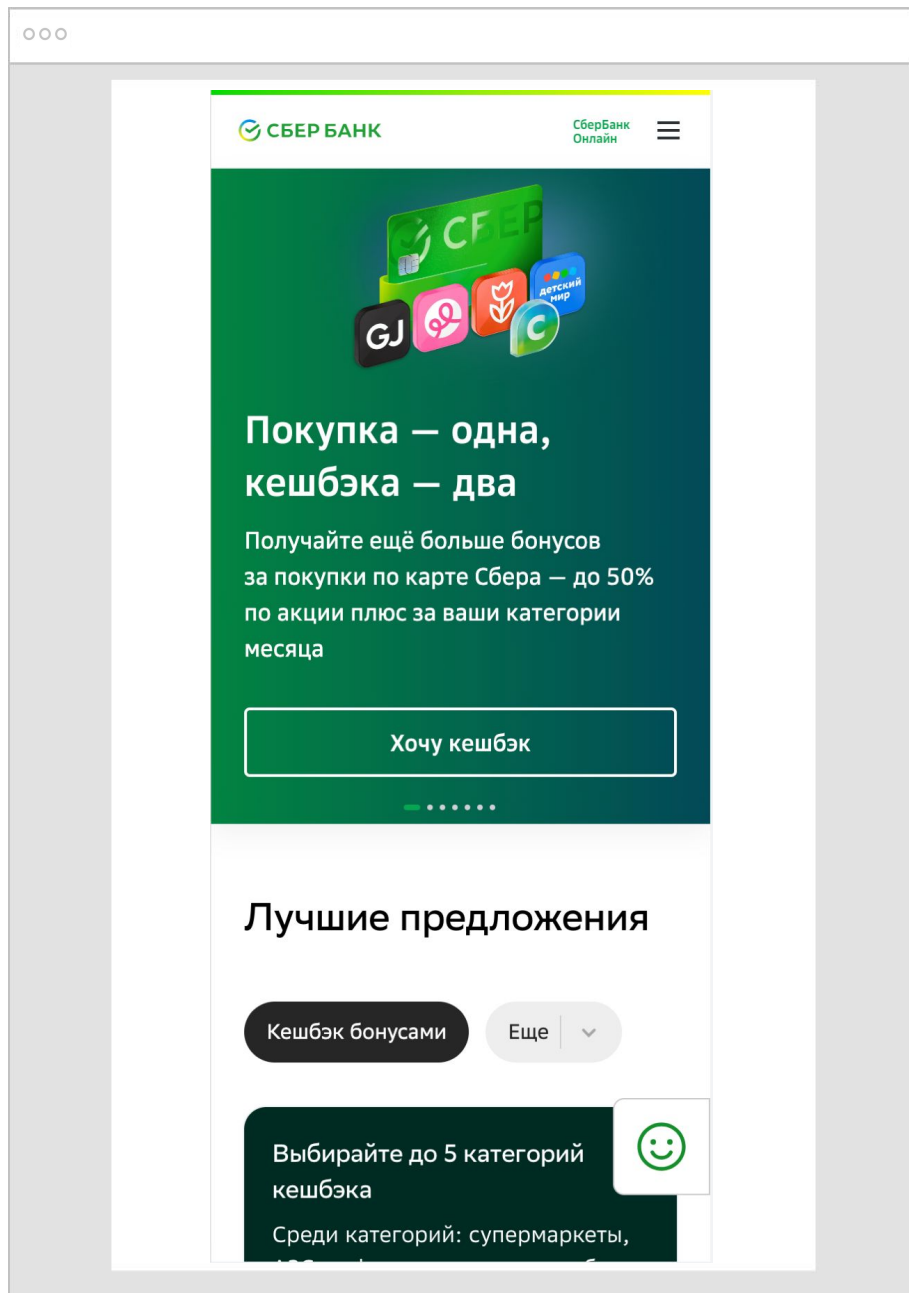 СБЕР БАНК
СберБанк
Онлайн
СБЕР
GJ
детский
мир
C
Покупка — одна,
кешбэка — два
Получайте ещё больше бонусов
за покупки по карте Сбера — до 50%
по акции плюс за ваши категории
месяца
Хочу кешбэк
Лучшие предложения
Кешбэк бонусами
Еще
Выбирайте до 5 категорий
кешбэка
Среди категорий: супермаркеты,